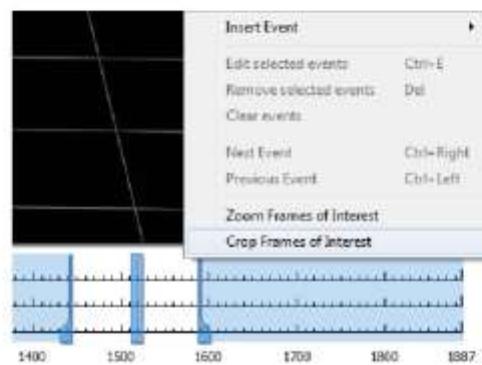 Insert Event
Edit selected events Ctrl+E
Remove selected events Del
Clear events
Next Event Ctrl+Right
Previous Event Ctrl+Left
Zoom Frames of Interest
Crop Frames of Interest
1400 1500 1600 1700 1800 1887